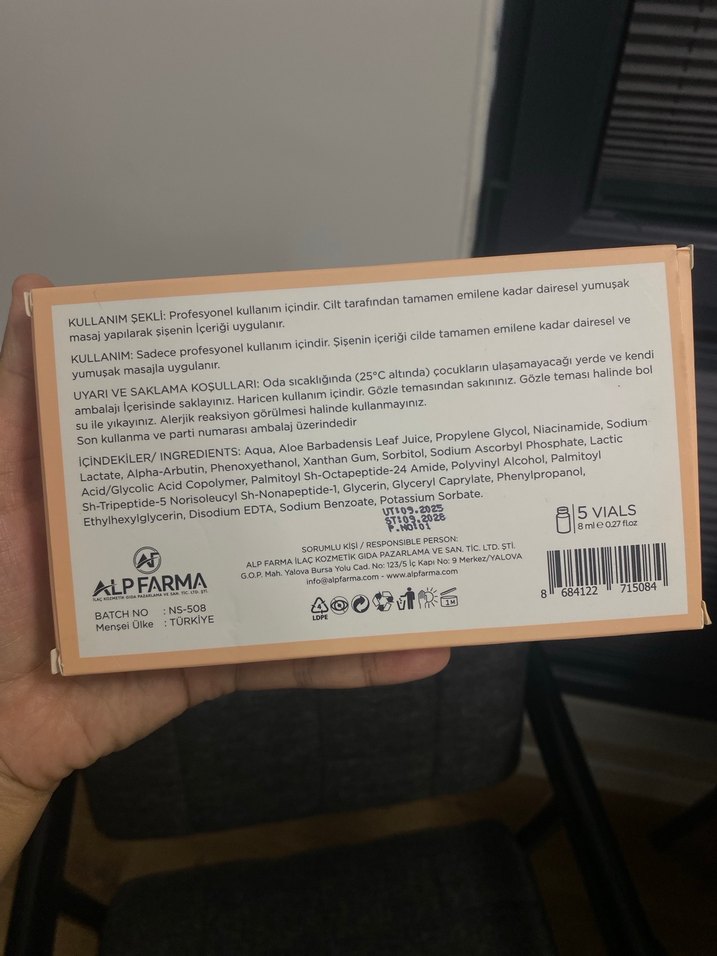 KULLANIM ŞEKLİ: Profesyonel kullanım içindir. Cilt tarafından tamamen emilene kadar dairesel yumuşak
masaj yapılarak şişenin İçeriği uygulanır.
KULLANIM: Sadece profesyonel kullanım içindir. Şişenin içeriği cilde tamamen emilene kadar dairesel ve
yumuşak masajla uygulanır.
UYARI VE SAKLAMA KOŞULLARI: Oda sıcaklığında (25°C altında) çocukların ulaşamayacağı yerde ve kendi
ambalajı İçerisinde saklayınız. Haricen kullanım içindir. Gözle temasından sakınınız. Gözle teması halinde bol
su ile yıkayınız. Alerjik reaksiyon görülmesi halinde kullanmayınız.
Son kullanma ve parti numarası ambalaj üzerindedir
İÇİNDEKİLER/ INGREDIENTS: Aqua, Aloe Barbadensis Leaf Juice, Propylene Glycol, Niacinamide, Sodium
Lactate, Alpha-Arbutin, Phenoxyethanol, Xanthan Gum, Sorbitol, Sodium Ascorbyl Phosphate, Lactic
Acid/Glycolic Acid Copolymer, Palmitoyl Sh-Octapeptide-24 Amide, Polyvinyl Alcohol, Palmitoyl
Sh-Tripeptide-5 Norisoleucyl Sh-Nonapeptide-1, Glycerin, Glyceryl Caprylate, Phenylpropanol,
Ethylhexylglycerin, Disodium EDTA, Sodium Benzoate, Potassium Sorbate.
UT:09.2025
ST:09.2028
P.NO:01
5 VIALS
8 ml e 0.27 floz
SORUMLU KİŞİ / RESPONSIBLE PERSON:
ALP FARMA İLAÇ KOZMETİK GIDA PAZARLAMA VE SAN. TİC. LTD. ŞTİ.
G.O.P. Mah. Yalova Bursa Yolu Cad. No: 123/5 İç Kapı No: 9 Merkez/YALOVA
info@alpfarma.com - www.alpfarma.com
AF
ALP FARMA
İLAÇ KOZMETİK GIDA PAZARLAMA VE SAN. TİC. LTD. ŞTİ.
BATCH NO : NS-508
Menşei Ülke : TÜRKİYE
4
LDPE
1M
8 684122 715084